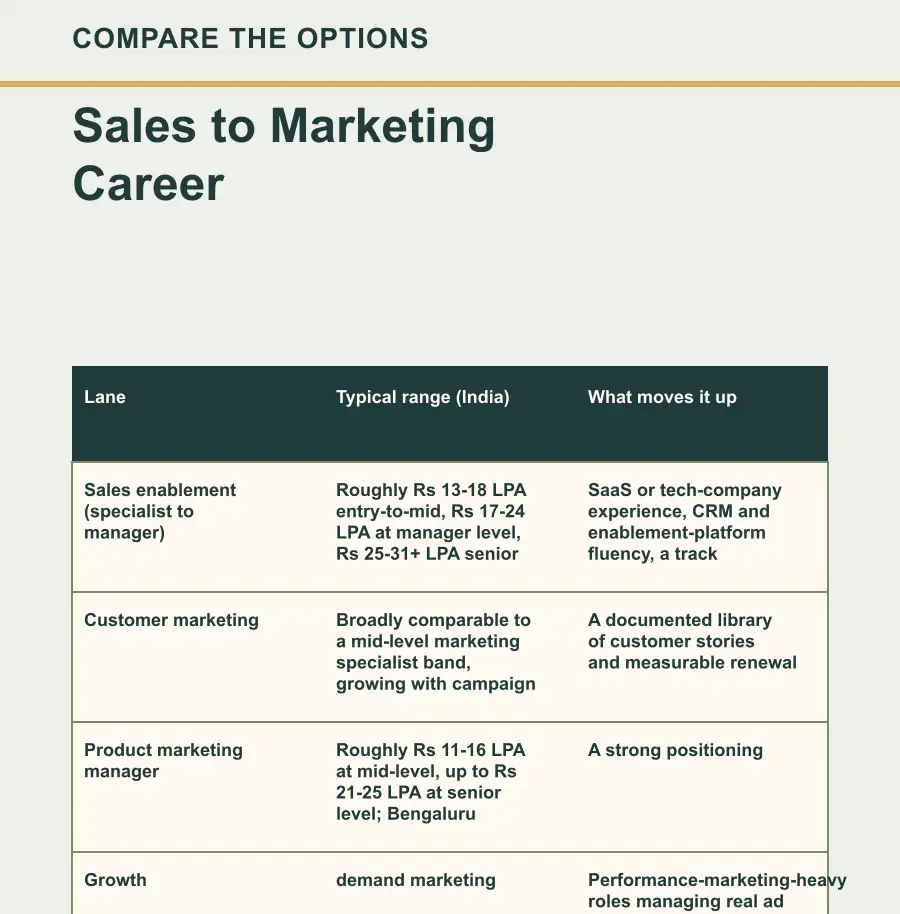 COMPARE THE OPTIONS
Sales to Marketing
Career
Lane
Typical range (India)
What moves it up
Sales enablement
(specialist to
manager)
Roughly Rs 13-18 LPA
entry-to-mid, Rs 17-24
LPA at manager level,
Rs 25-31+ LPA senior
SaaS or tech-company
experience, CRM and
enablement-platform
fluency, a track
Customer marketing
Broadly comparable to
a mid-level marketing
specialist band,
growing with campaign
A documented library
of customer stories
and measurable renewal
Product marketing
manager
Roughly Rs 11-16 LPA
at mid-level, up to Rs
21-25 LPA at senior
level; Bengaluru
A strong positioning
Growth
demand marketing
Performance-marketing-heavy
roles managing real ad